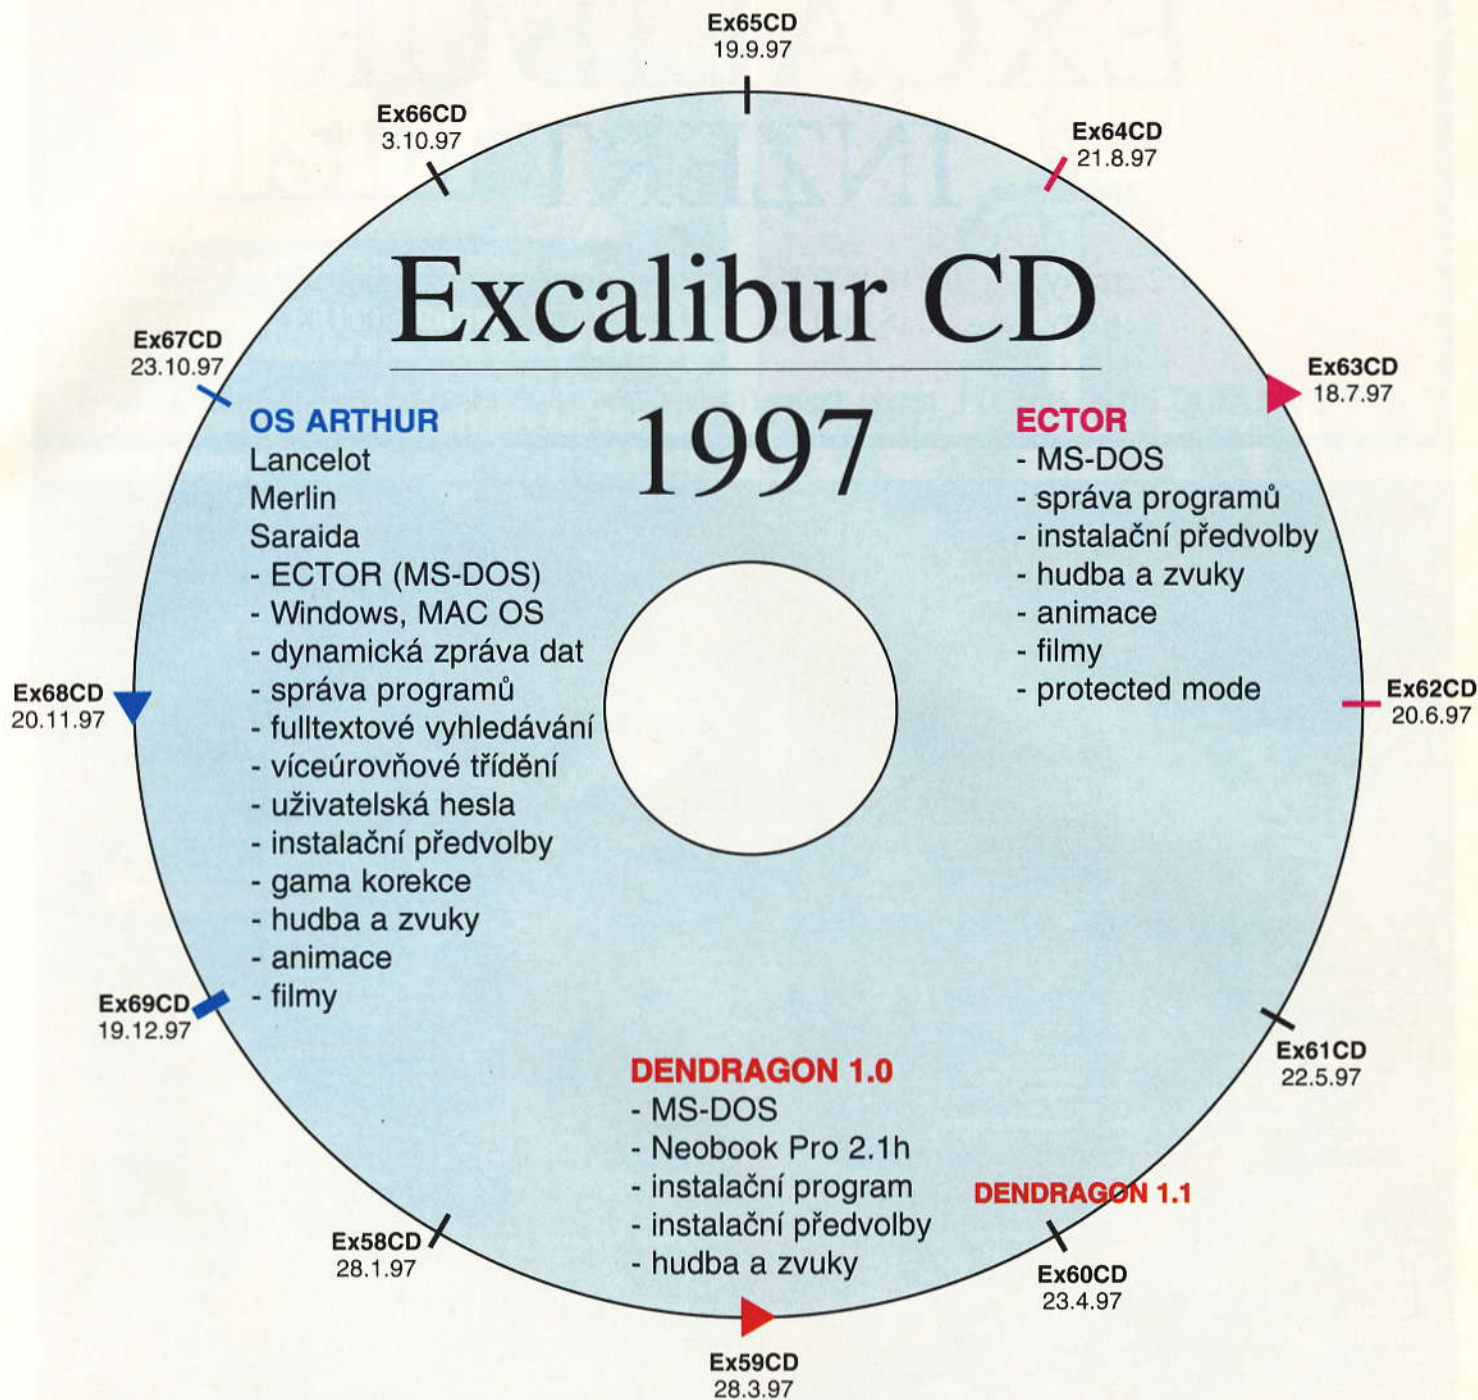 Ex65CD
19.9.97
Ex66CD
3.10.97
Ex64CD
21.8.97
Excalibur CD
1997
Ex67CD
23.10.97
Ex63CD
18.7.97
OS ARTHUR
Lancelot
Merlin
Saraida
- ECTOR (MS-DOS)
- Windows, MAC OS
- dynamická zpráva dat
- správa programů
- fulltextové vyhledávání
- víceúrovňové třídění
- uživatelská hesla
- instalační předvolby
- gama korekce
- hudba a zvuky
- animace
- filmy
ECTOR
- MS-DOS
- správa programů
- instalační předvolby
- hudba a zvuky
- animace
- filmy
- protected mode
Ex68CD
20.11.97
Ex62CD
20.6.97
Ex69CD
19.12.97
Ex61CD
22.5.97
DENDRAGON 1.0
- MS-DOS
- Neobook Pro 2.1h
- instalační program
- instalační předvolby
- hudba a zvuky
DENDRAGON 1.1
Ex58CD
28.1.97
Ex60CD
23.4.97
Ex59CD
28.3.97